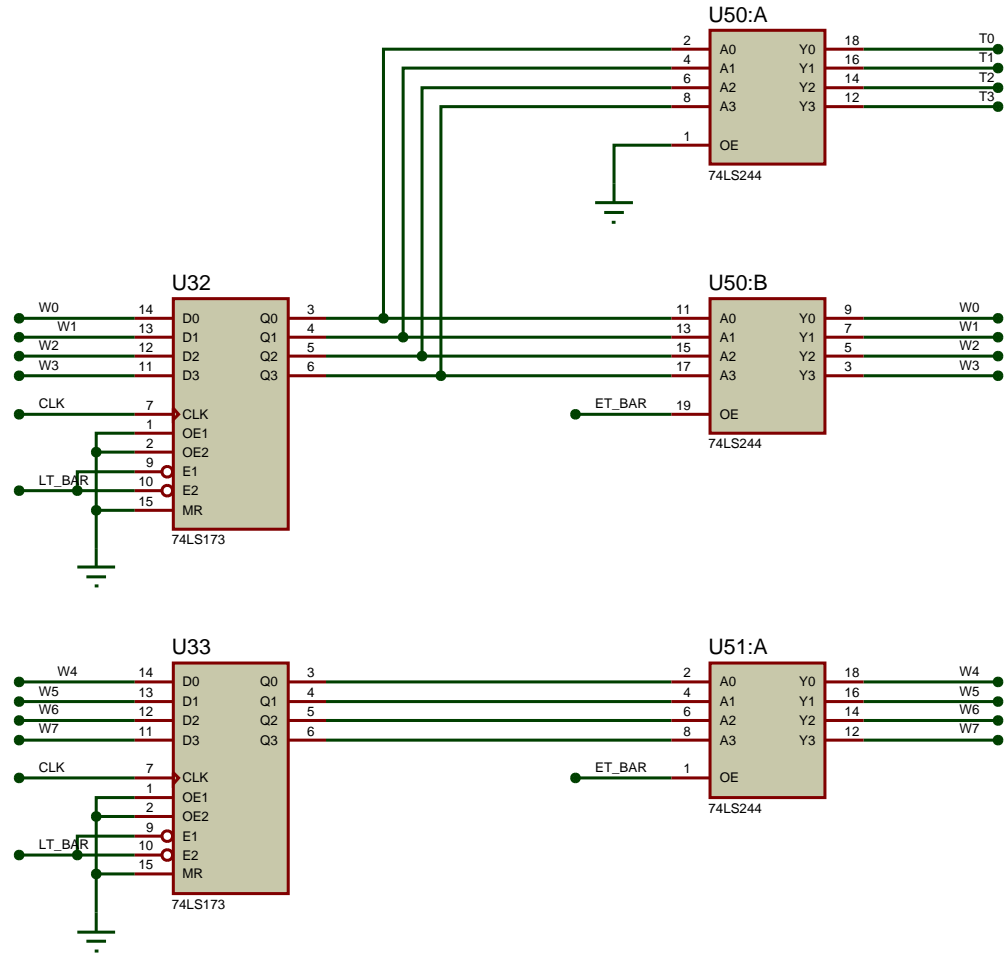 U50:A
2 A0 Y0 18 T0
4 A1 Y1 16 T1
6 A2 Y2 14 T2
8 A3 Y3 12 T3
1 OE
74LS244
U32
W0 14 D0 Q0 3
W1 13 D1 Q1 4
W2 12 D2 Q2 5
W3 11 D3 Q3 6
CLK 7 CLK
1 OE1
2 OE2
9 E1
LT_BAR 10 E2
15 MR
74LS173
U50:B
11 A0 Y0 9 W0
13 A1 Y1 7 W1
15 A2 Y2 5 W2
17 A3 Y3 3 W3
ET_BAR 19 OE
74LS244
U33
W4 14 D0 Q0 3
W5 13 D1 Q1 4
W6 12 D2 Q2 5
W7 11 D3 Q3 6
CLK 7 CLK
1 OE1
2 OE2
9 E1
LT_BAR 10 E2
15 MR
74LS173
U51:A
2 A0 Y0 18 W4
4 A1 Y1 16 W5
6 A2 Y2 14 W6
8 A3 Y3 12 W7
ET_BAR 1 OE
74LS244